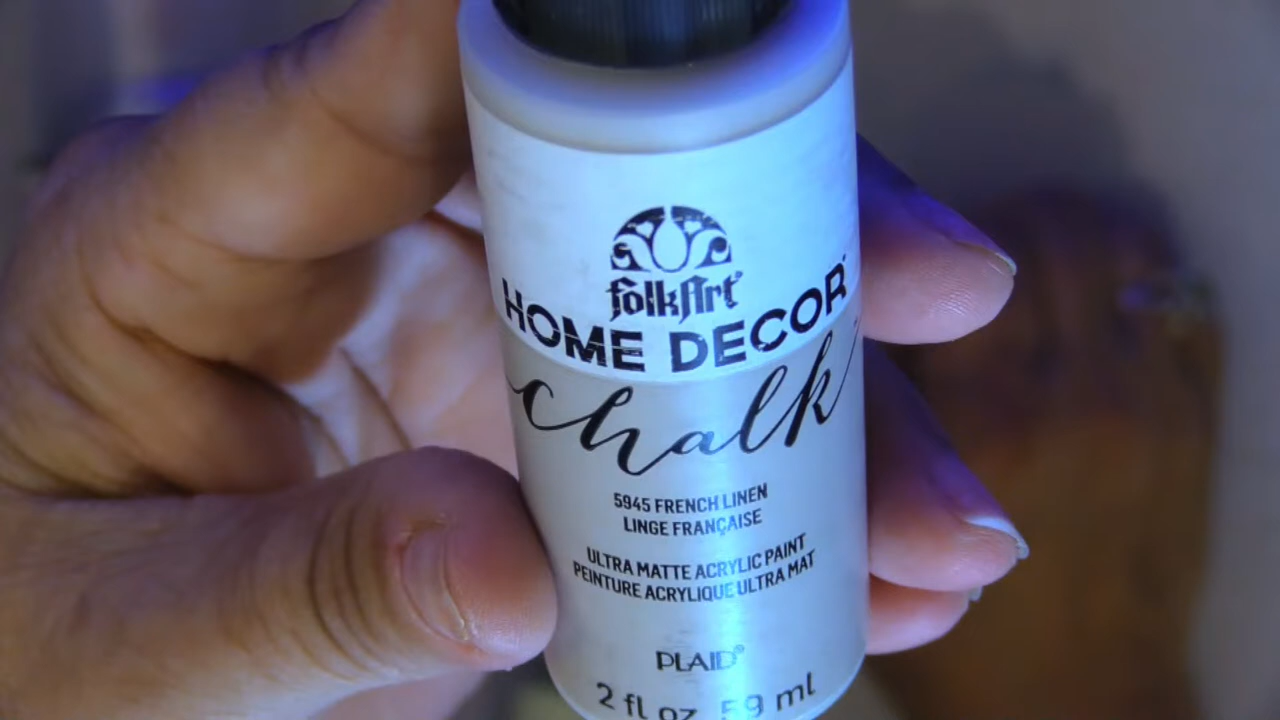 folkArt®
HOME DECOR®
chalk
5945 FRENCH LINEN
LINGE FRANÇAISE
ULTRA MATTE ACRYLIC PAINT
PEINTURE ACRYLIQUE ULTRA MAT
PLAID®
2 fl oz 59 ml